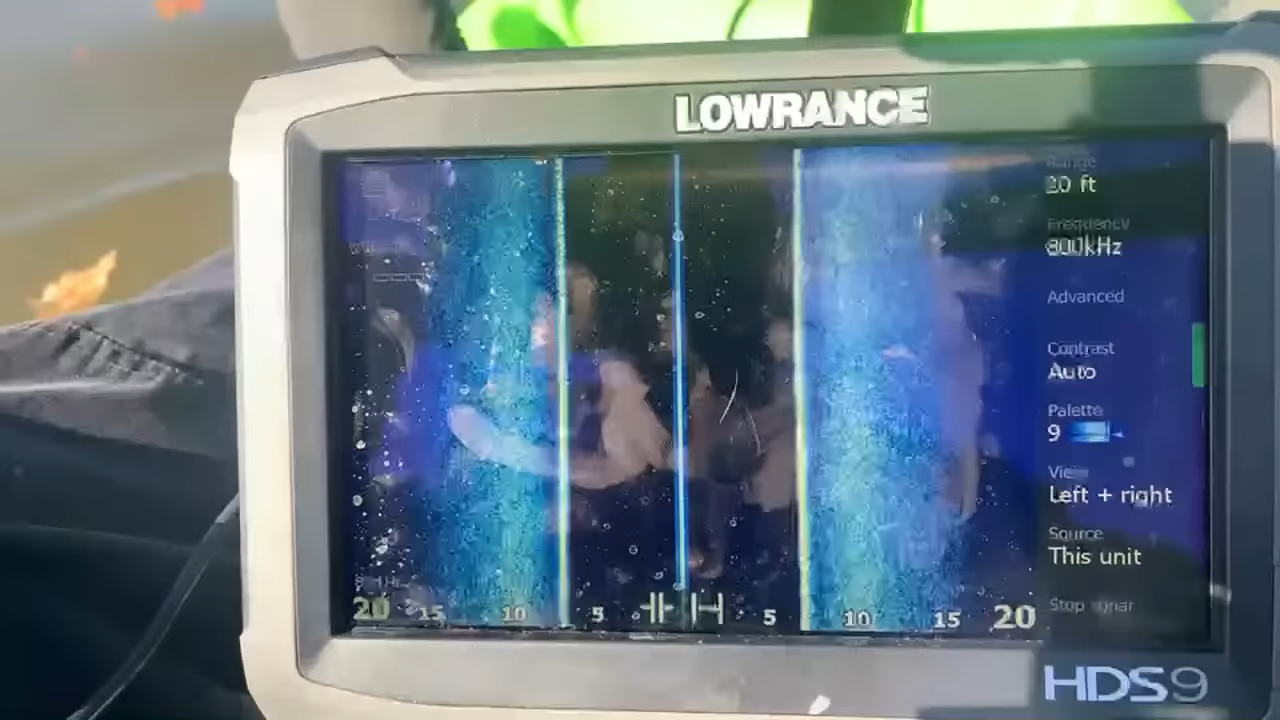 LOWRANCE
Range
20 ft
Frequency
800kHz
Advanced
Contrast
Auto
Palette
9
View
Left + right
Source
This unit
Stop sonar
20 15 10 5 5 10 15 20
HDS9